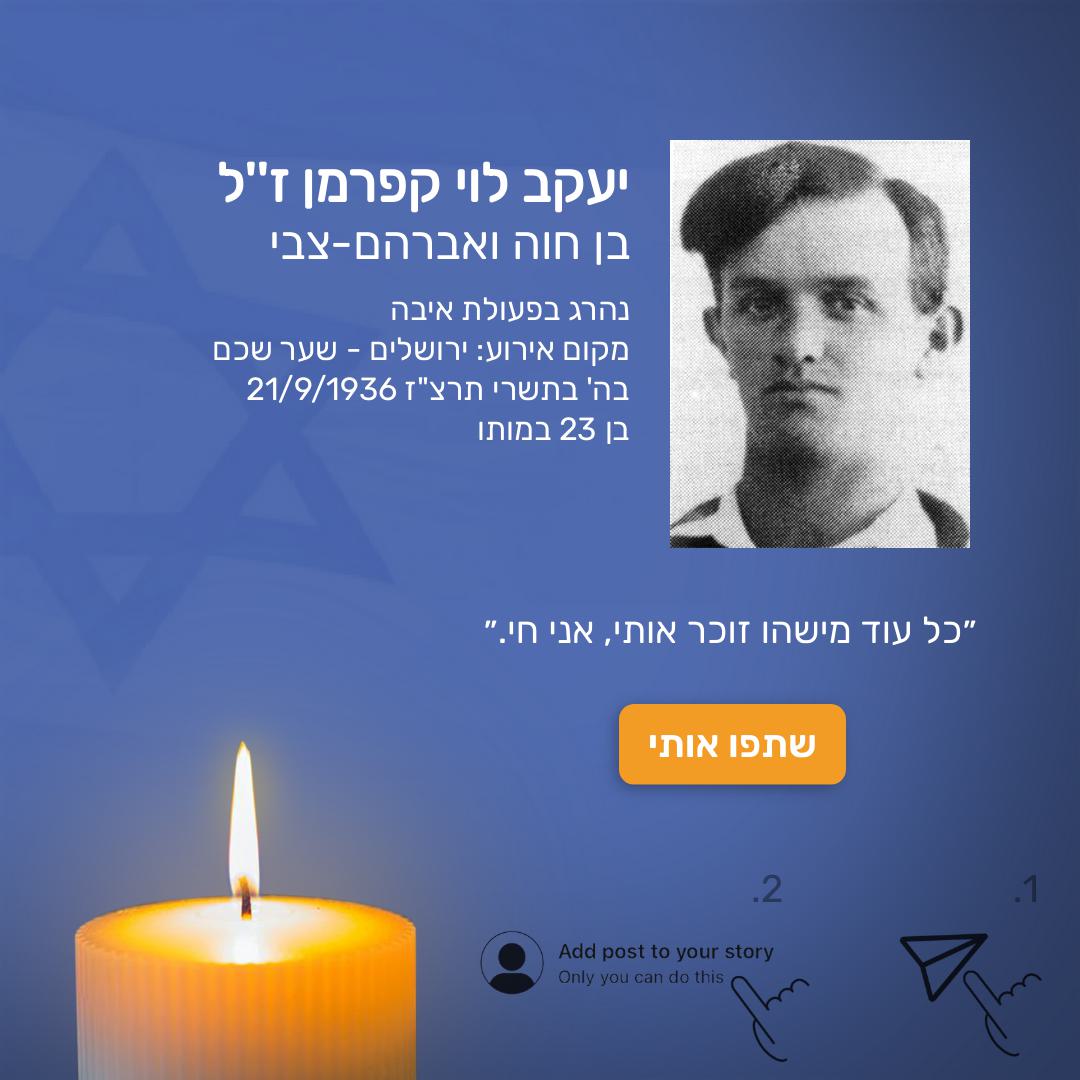 יעקב לוי קפרמן ז"ל
בן חוה ואברהם-צבי
נהרג בפעולת איבה
מקום אירוע: ירושלים - שער שכם
בה' בתשרי תרצ"ז 21/9/1936
בן 23 במותו
״כל עוד מישהו זוכר אותי, אני חי.״
שתפו אותי
1.
2.
Add post to your story
Only you can do this